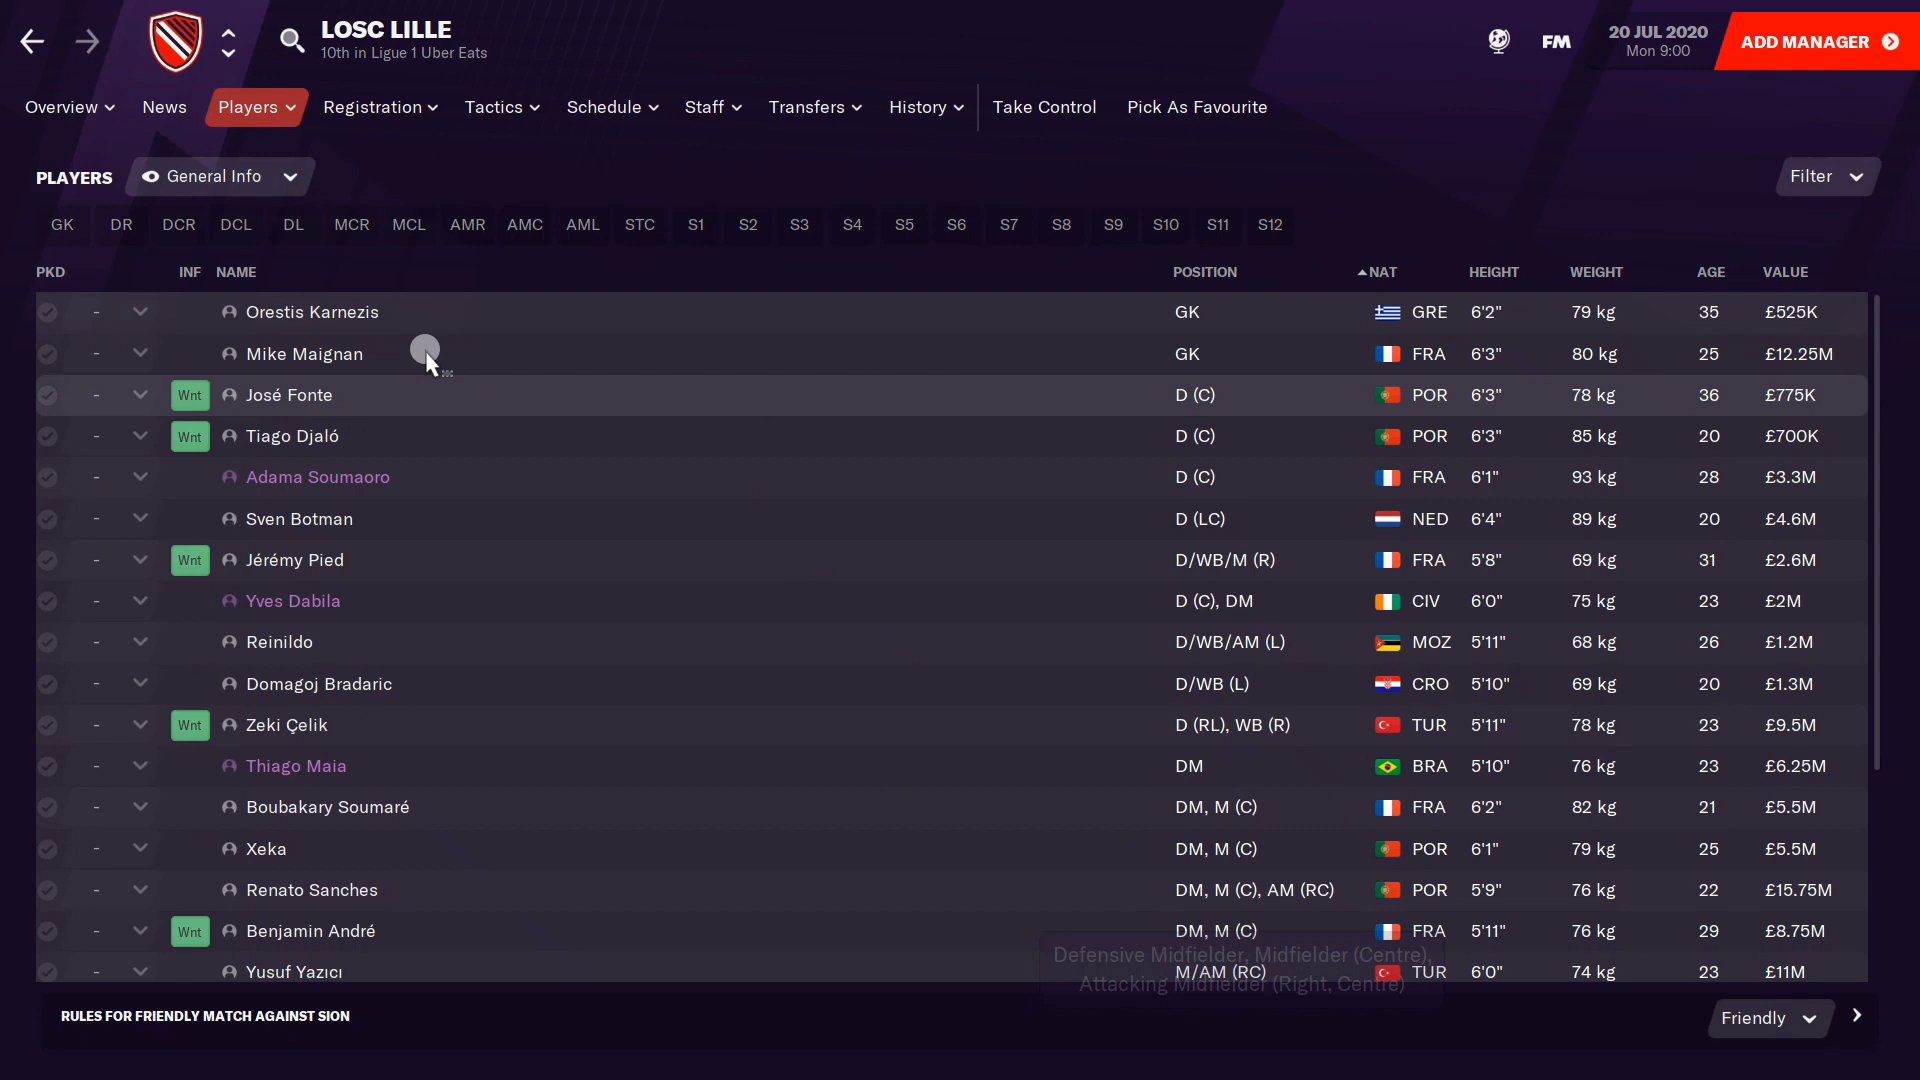 LOSC LILLE
10th in Ligue 1 Uber Eats
FM
20 JUL 2020
Mon 9:00
ADD MANAGER
Overview News Players Registration Tactics Schedule Staff Transfers History Take Control Pick As Favourite
PLAYERS General Info Filter
GK DR DCR DCL DL MCR MCL AMR AMC AML STC S1 S2 S3 S4 S5 S6 S7 S8 S9 S10 S11 S12
PKD INF NAME POSITION NAT HEIGHT WEIGHT AGE VALUE
- Orestis Karnezis GK GRE 6'2" 79 kg 35 £525K
- Mike Maignan GK FRA 6'3" 80 kg 25 £12.25M
- Wnt José Fonte D (C) POR 6'3" 78 kg 36 £775K
- Wnt Tiago Djaló D (C) POR 6'3" 85 kg 20 £700K
- Adama Soumaoro D (C) FRA 6'1" 93 kg 28 £3.3M
- Sven Botman D (LC) NED 6'4" 89 kg 20 £4.6M
- Wnt Jérémy Pied D/WB/M (R) FRA 5'8" 69 kg 31 £2.6M
- Yves Dabila D (C), DM CIV 6'0" 75 kg 23 £2M
- Reinildo D/WB/AM (L) MOZ 5'11" 68 kg 26 £1.2M
- Domagoj Bradaric D/WB (L) CRO 5'10" 69 kg 20 £1.3M
- Wnt Zeki Çelik D (RL), WB (R) TUR 5'11" 78 kg 23 £9.5M
- Thiago Maia DM BRA 5'10" 76 kg 23 £6.25M
- Boubakary Soumaré DM, M (C) FRA 6'2" 82 kg 21 £5.5M
- Xeka DM, M (C) POR 6'1" 79 kg 25 £5.5M
- Renato Sanches DM, M (C), AM (RC) POR 5'9" 76 kg 22 £15.75M
- Wnt Benjamin André DM, M (C) FRA 5'11" 76 kg 29 £8.75M
Defensive Midfielder, Midfielder (Centre),
- Yusuf Yazıcı M/AM (RC) TUR 6'0" 74 kg 23 £11M
Attacking Midfielder (Right, Centre)
RULES FOR FRIENDLY MATCH AGAINST SION Friendly